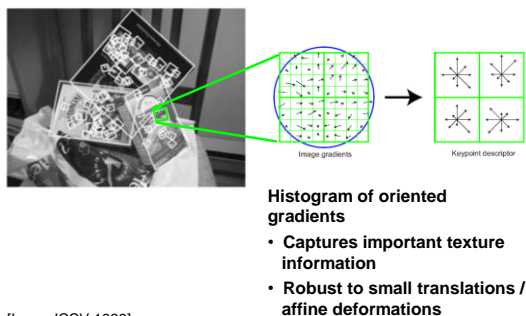 Image gradients
Keypoint descriptor
Histogram of oriented
gradients
• Captures important texture
information
• Robust to small translations /
affine deformations